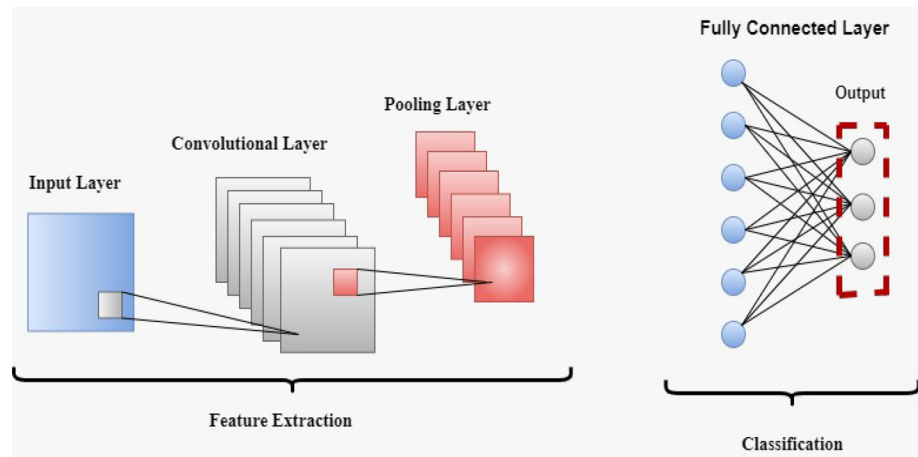 Fully Connected Layer
Output
Pooling Layer
Convolutional Layer
Input Layer
Feature Extraction
Classification